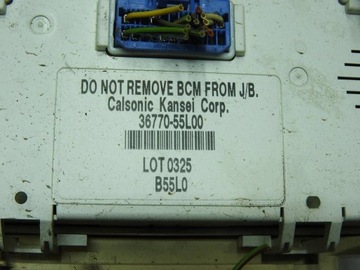 DO NOT REMOVE BCM FROM J/B.
Calsonic Kansei Corp.
36770-55L00
LOT 0325
B55L0